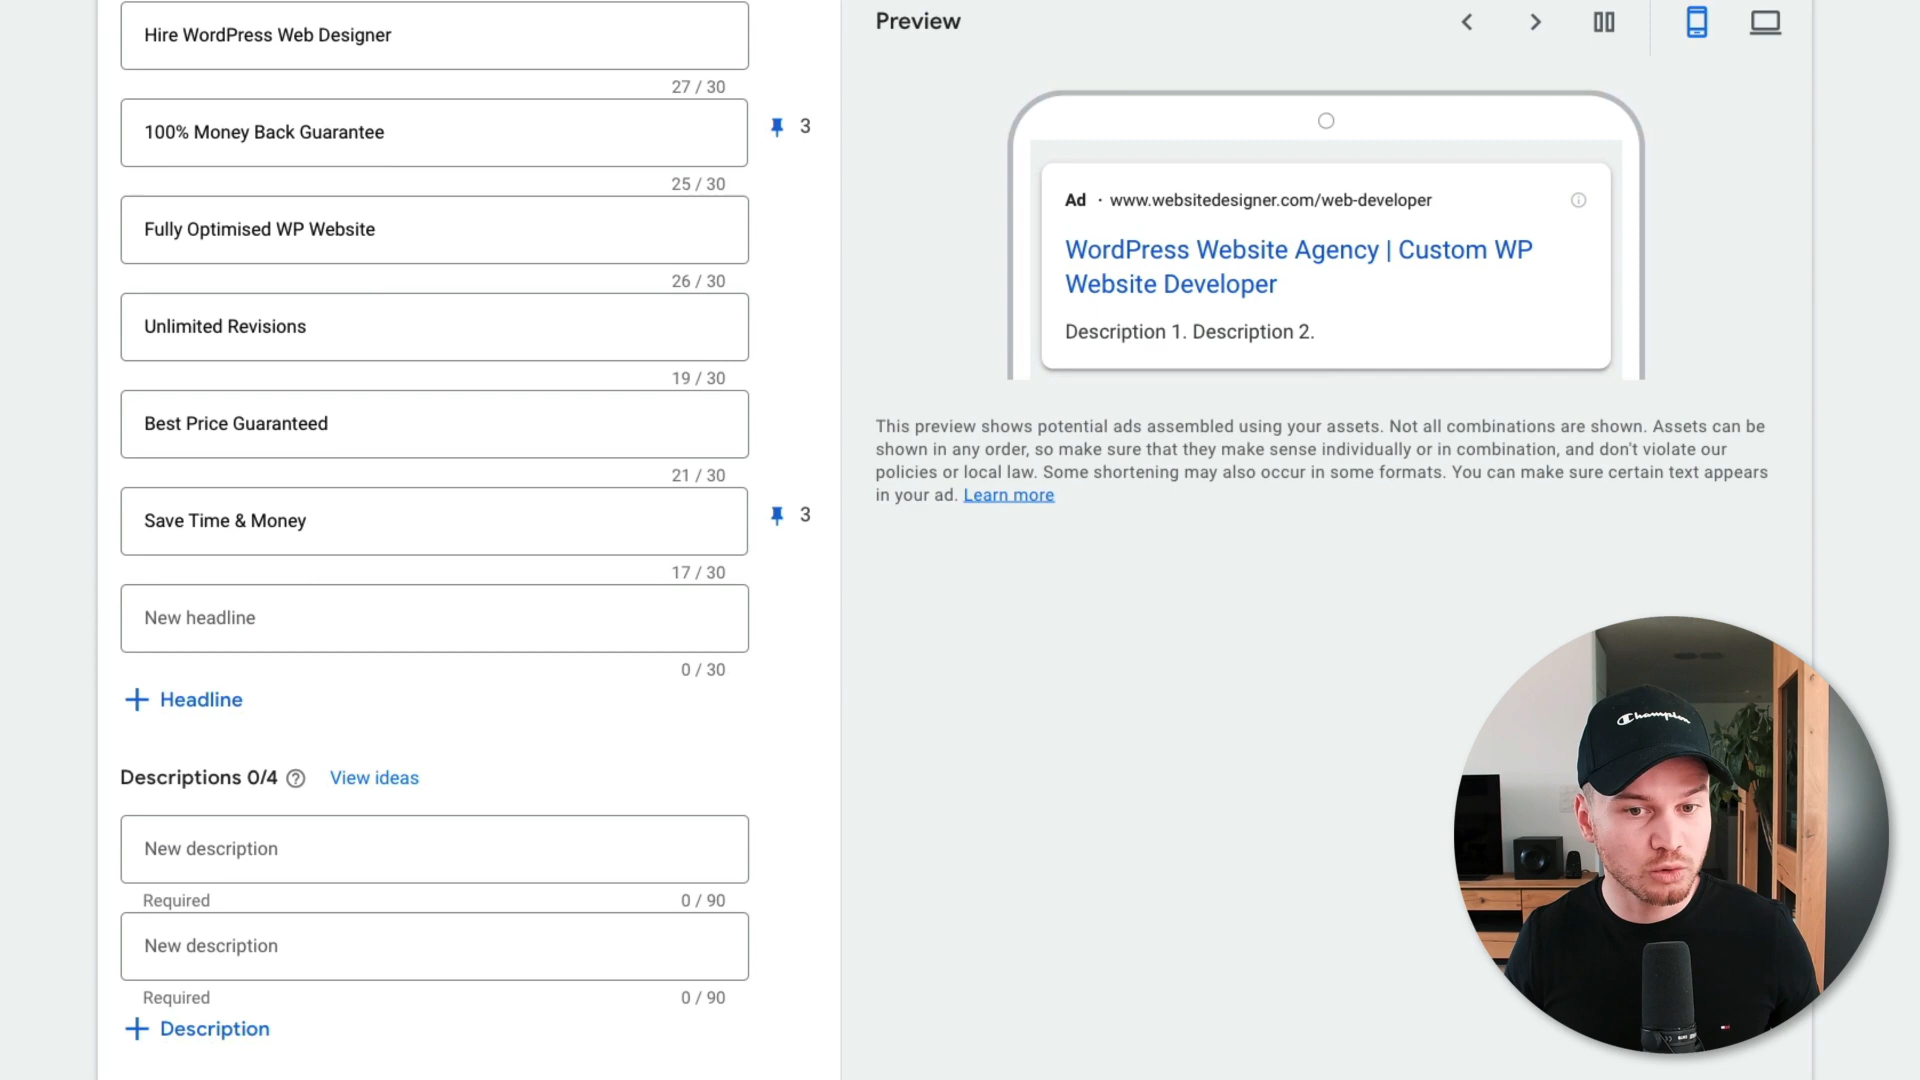 Hire WordPress Web Designer
27 / 30
100% Money Back Guarantee
3
25 / 30
Fully Optimised WP Website
26 / 30
Unlimited Revisions
19 / 30
Best Price Guaranteed
21 / 30
Save Time & Money
3
17 / 30
New headline
0 / 30
Headline
Descriptions 0/4
View ideas
New description
Required
0 / 90
New description
Required
0 / 90
Description
Preview
Ad · www.websitedesigner.com/web-developer
WordPress Website Agency | Custom WP
Website Developer
Description 1. Description 2.
This preview shows potential ads assembled using your assets. Not all combinations are shown. Assets can be
shown in any order, so make sure that they make sense individually or in combination, and don't violate our
policies or local law. Some shortening may also occur in some formats. You can make sure certain text appears
in your ad. Learn more
Champion